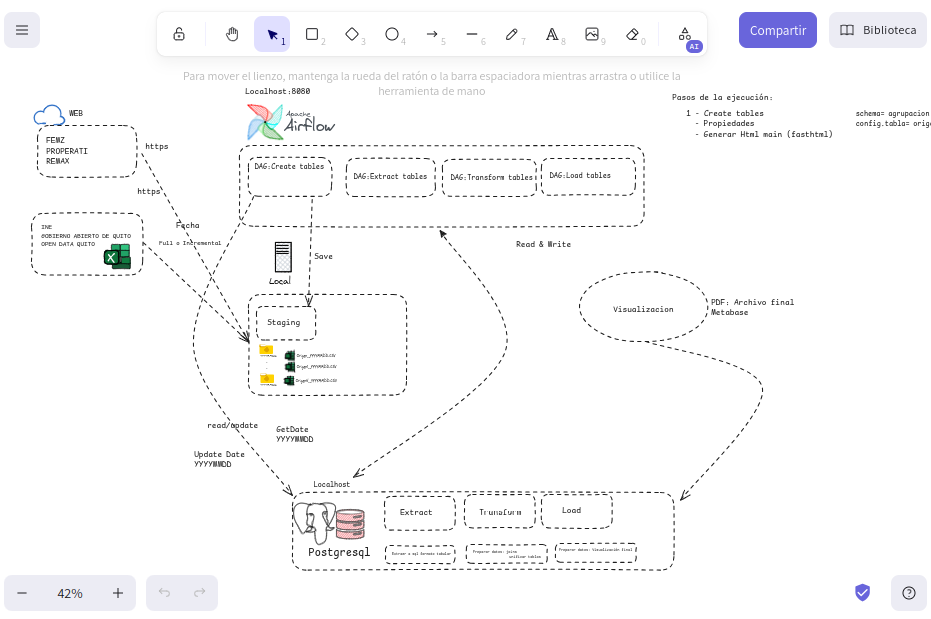 1
2
3
4
5
6
7
8
9
0
AI
Compartir
Biblioteca
Para mover el lienzo, mantenga la rueda del ratón o la barra espaciadora mientras arrastra o utilice la
herramienta de mano
Localhost:8080
Apache
Airflow
Pasos de la ejecución:
1 - Create tables
- Propiedades
- Generar Html main (fasthtml)
schema= agrupacion
config.tabla= orig
WEB
FEMZ
PROPERATI
REMAX
https
https
DAG:Create tables
DAG:Extract tables
DAG:Transform tables
DAG:Load tables
INE
GOBIERNO ABIERTO DE QUITO
OPEN DATA QUITO
X
Fecha
Full o Incremental
Read & Write
Save
Local
Visualizacion
PDF: Archivo final
Metabase
Staging
Origen_YYYYMMDD.CSV
Origen_YYYYMMDD.CSV
Origen_YYYYMMDD.CSV
read/update
GetDate
YYYYMMDD
Update Date
YYYYMMDD
Localhost
Postgresql
Extract
Transform
Load
Extraer a sql formato tabular
Preparar datos: joins
unificar tablas
Preparar datos: Visualización final
42%